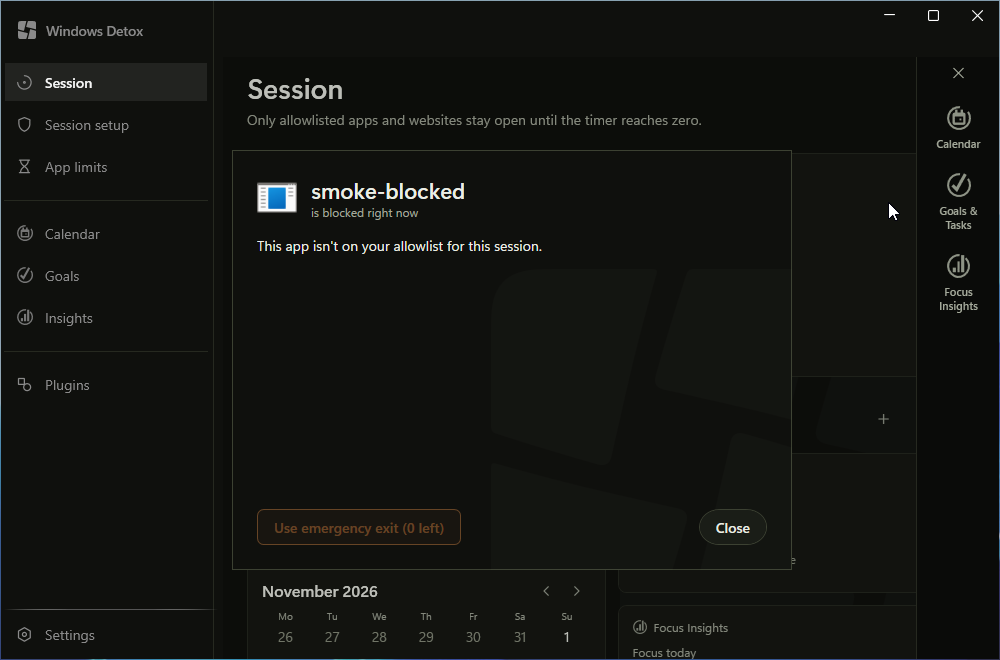 Windows Detox
Session
Session setup
App limits
Calendar
Goals
Insights
Plugins
Settings
Session
Only allowlisted apps and websites stay open until the timer reaches zero.
smoke-blocked
is blocked right now
This app isn't on your allowlist for this session.
Use emergency exit (0 left)
Close
November 2026
Mo Tu We Th Fr Sa Su
26 27 28 29 30 31 1
Focus Insights
Focus today
Calendar
Goals &
Tasks
Focus
Insights